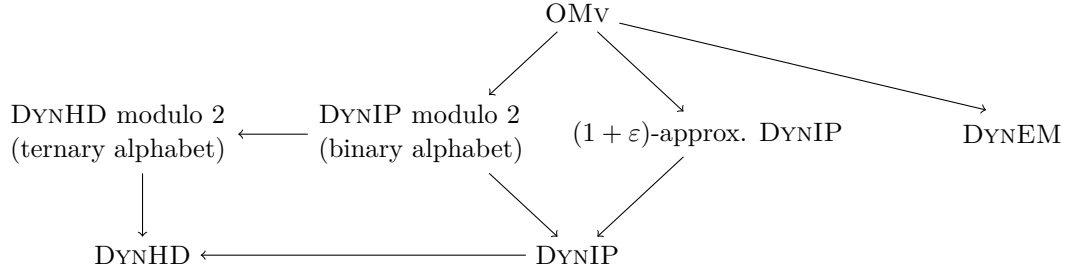 OMv
DynHD modulo 2
(ternary alphabet)
DynIP modulo 2
(binary alphabet)
(1 + ε)-approx. DynIP
DynEM
DynHD
DynIP